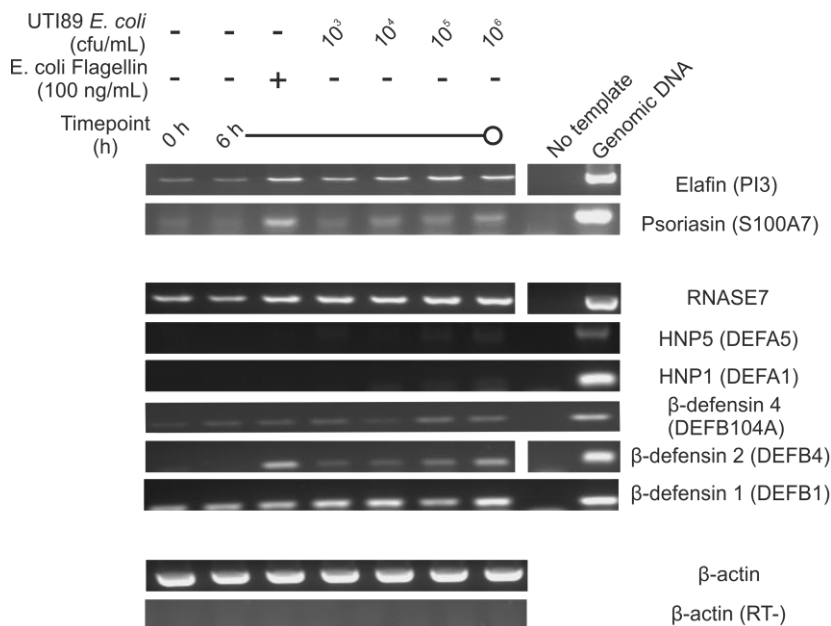 UTI89 E. coli
(cfu/mL)
- - - 10³ 10⁴ 10⁵ 10⁶
E. coli Flagellin
(100 ng/mL)
- - + - - - -
Timepoint
(h)
0 h 6 h
No template
Genomic DNA
Elafin (PI3)
Psoriasin (S100A7)
RNASE7
HNP5 (DEFA5)
HNP1 (DEFA1)
β-defensin 4
(DEFB104A)
β-defensin 2 (DEFB4)
β-defensin 1 (DEFB1)
β-actin
β-actin (RT-)